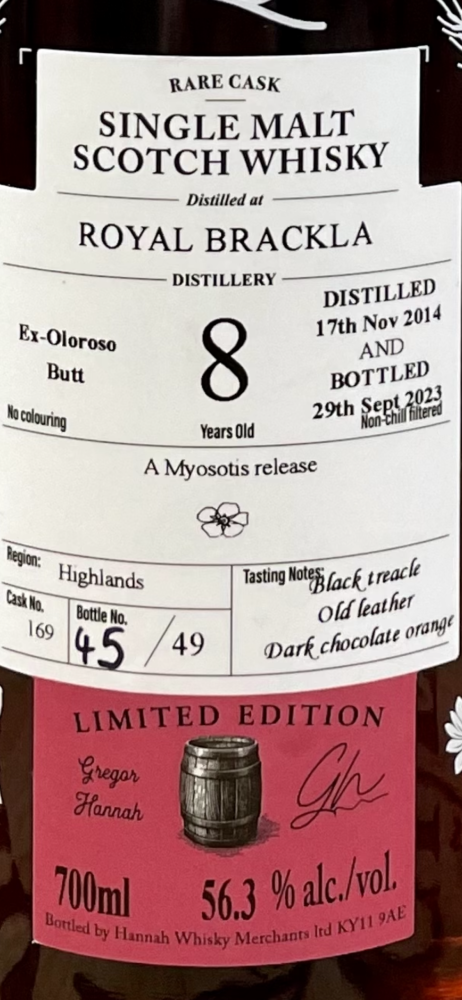 RARE CASK
SINGLE MALT
SCOTCH WHISKY
Distilled at
ROYAL BRACKLA
DISTILLERY
Ex-Oloroso
Butt
No colouring
8
Years Old
DISTILLED
17th Nov 2014
AND
BOTTLED
29th Sept 2023
Non-chill filtered
A Myosotis release
Region: Highlands
Cask No.
169
Bottle No.
45 / 49
Tasting Notes: Black treacle
Old leather
Dark chocolate orange
LIMITED EDITION
Gregor
Hannah
Gh
700ml
56.3 % alc./vol.
Bottled by Hannah Whisky Merchants ltd KY11 9AE